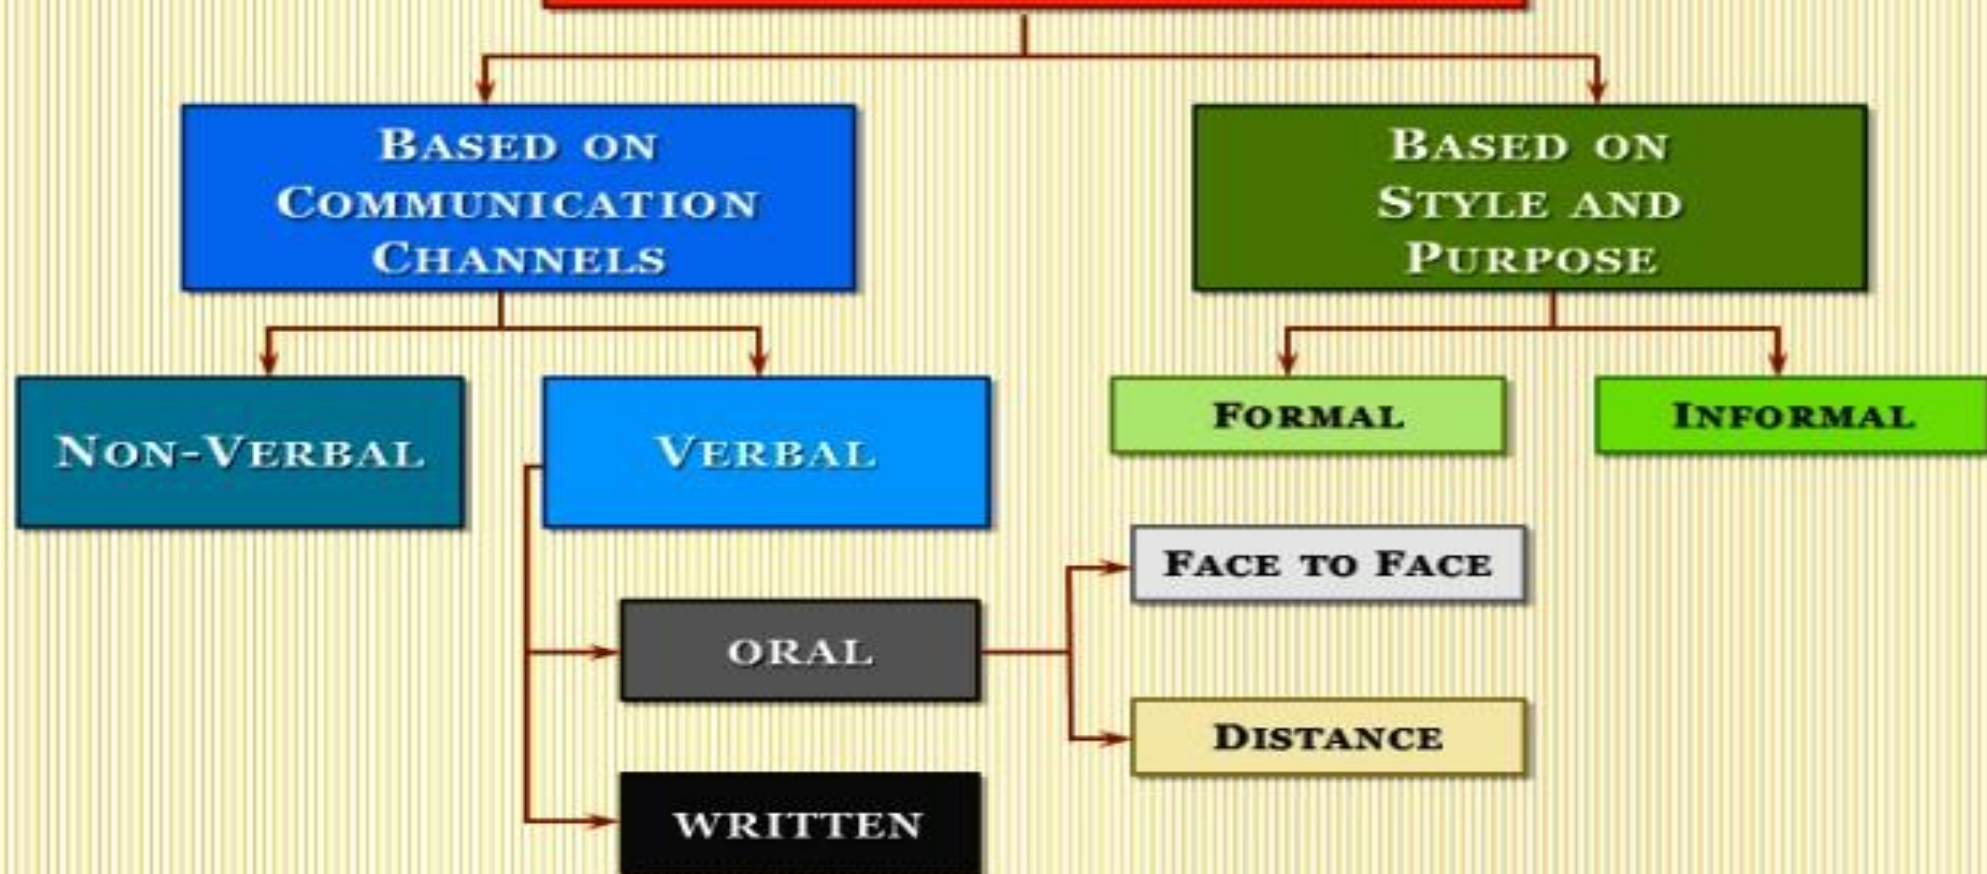 BASED ON
COMMUNICATION
CHANNELS
BASED ON
STYLE AND
PURPOSE
NON-VERBAL
VERBAL
FORMAL
INFORMAL
FACE TO FACE
ORAL
DISTANCE
WRITTEN